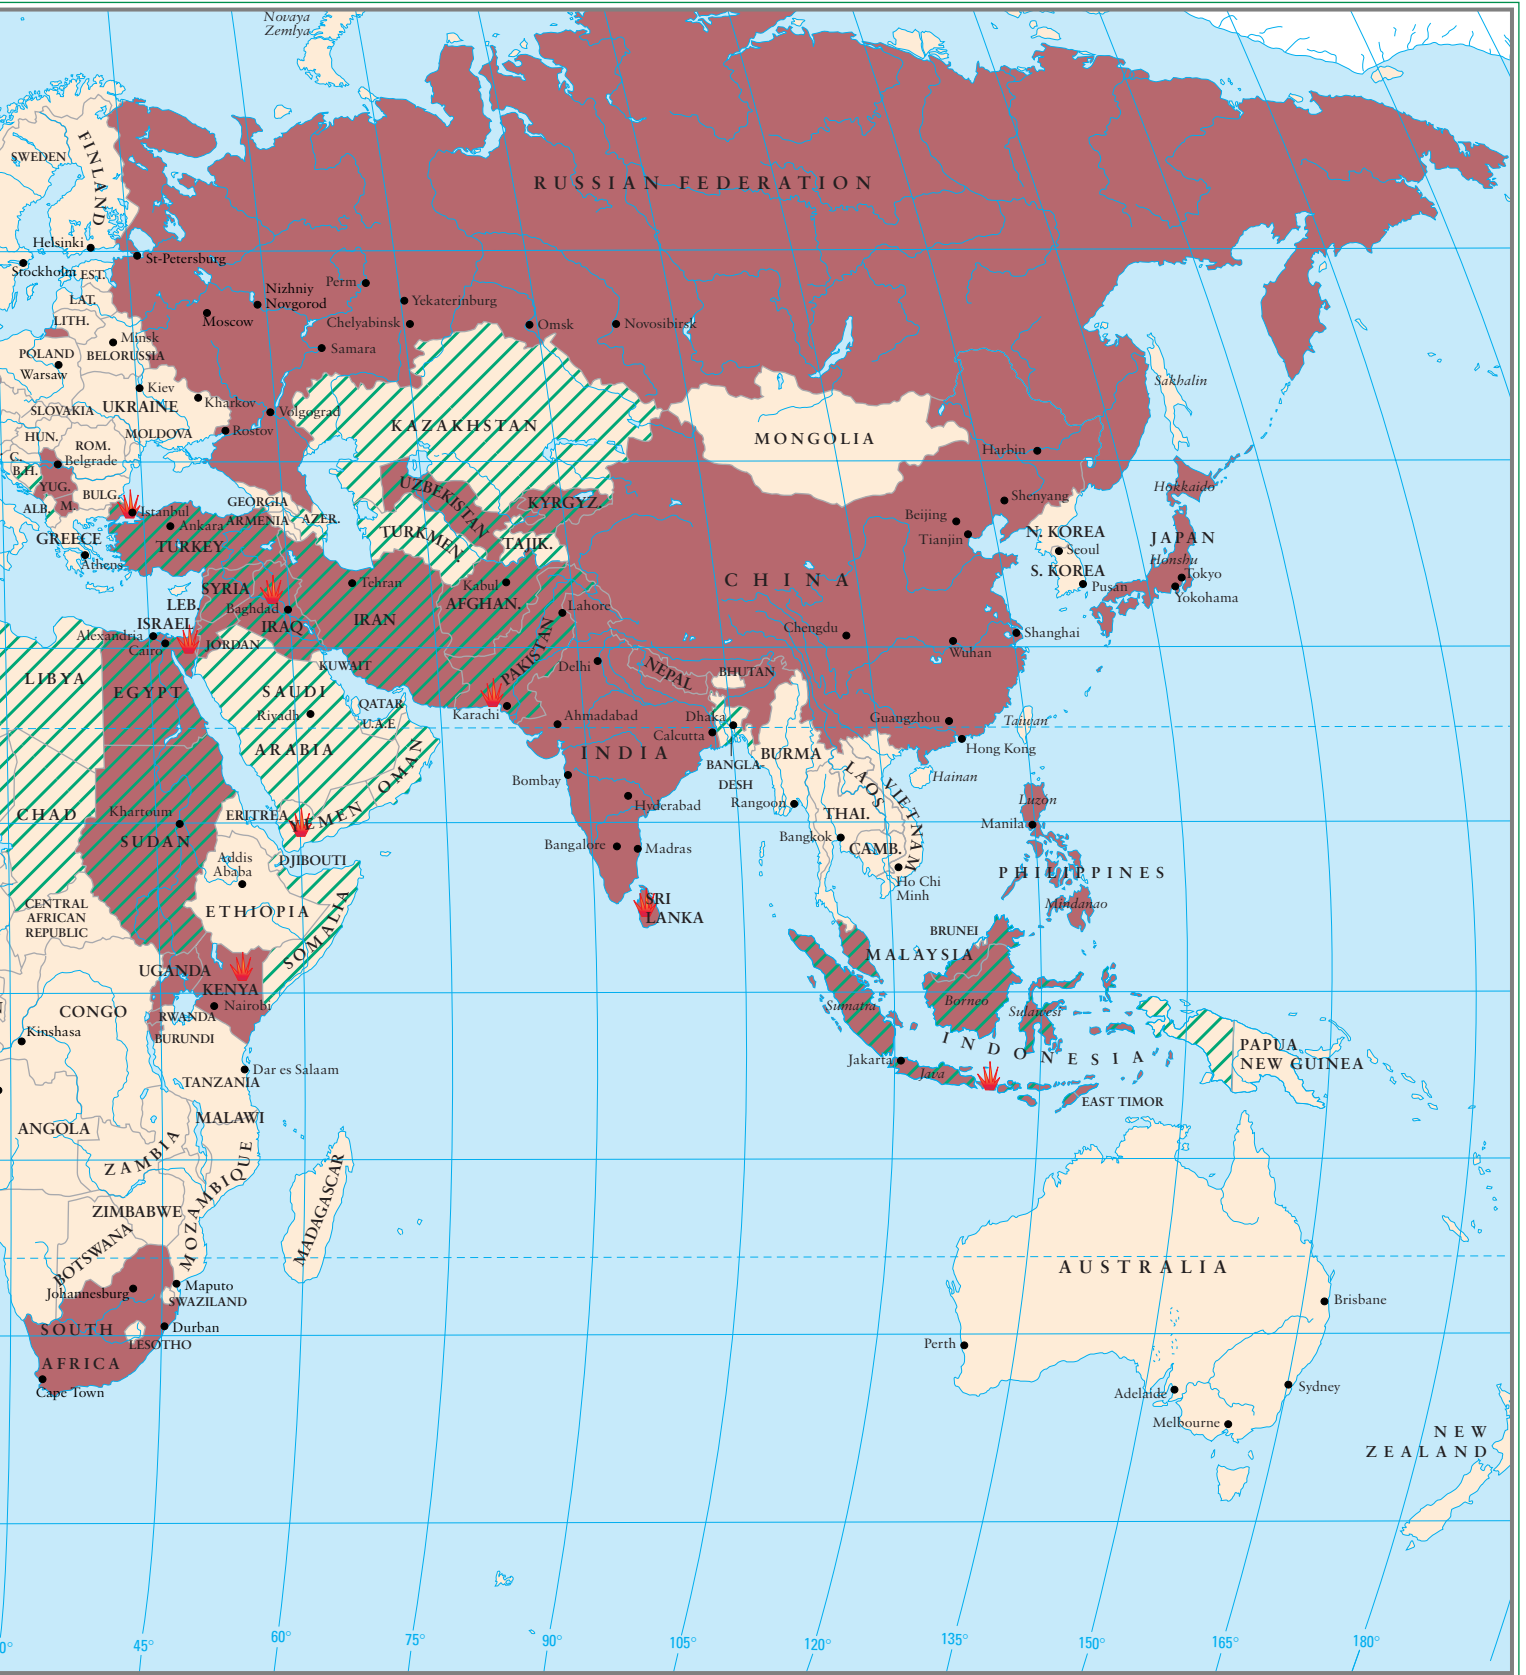 Novaya
Zemlya
FINLAND
SWEDEN
RUSSIAN FEDERATION
Helsinki
Stockholm
EST.
St-Petersburg
LAT.
Nizhniy
Novgorod
Perm
Yekaterinburg
LITH.
Moscow
Chelyabinsk
Omsk
Novosibirsk
Minsk
Samara
POLAND
BELORUSSIA
Warsaw
Kiev
Sakhalin
SLOVAKIA
UKRAINE
Kharkov
Volgograd
KAZAKHSTAN
HUN.
MOLDOVA
Rostov
MONGOLIA
ROM.
C.
Belgrade
Harbin
B.H.
YUG.
BULG.
UZBEKISTAN
Hokkaido
ALB.
M.
Istanbul
GEORGIA
KYRGYZ.
Shenyang
Ankara
ARMENIA
AZER.
Beijing
GREECE
TURKEY
TURKMEN.
TAJIK.
Tianjin
N. KOREA
JAPAN
Athens
Seoul
Honshu
SYRIA
Tehran
Kabul
CHINA
S. KOREA
Tokyo
LEB.
Baghdad
AFGHAN.
Lahore
Pusan
Yokohama
ISRAEL
IRAQ
IRAN
Chengdu
Shanghai
Alexandria
Cairo
JORDAN
PAKISTAN
Wuhan
KUWAIT
Delhi
NEPAL
BHUTAN
LIBYA
EGYPT
SAUDI
QATAR
Riyadh
Karachi
Ahmadabad
Dhaka
Guangzhou
Taiwan
U.A.E
ARABIA
OMAN
Calcutta
Hong Kong
INDIA
BURMA
BANGLA-
DESH
LAOS
VIETNAM
Hainan
Bombay
Hyderabad
Rangoon
Luzon
CHAD
Khartoum
ERITREA
YEMEN
THAI.
Manila
SUDAN
Bangkok
Bangalore
Madras
CAMB.
Addis
Ababa
DJIBOUTI
Ho Chi
Minh
PHILIPPINES
CENTRAL
AFRICAN
REPUBLIC
ETHIOPIA
SOMALIA
SRI
LANKA
Mindanao
BRUNEI
MALAYSIA
UGANDA
KENYA
Nairobi
Sumatra
Borneo
Sulawesi
CONGO
RWANDA
Kinshasa
BURUNDI
INDONESIA
PAPUA
NEW GUINEA
Jakarta
Java
Dar es Salaam
TANZANIA
EAST TIMOR
ANGOLA
MALAWI
ZAMBIA
MOZAMBIQUE
MADAGASCAR
ZIMBABWE
BOTSWANA
AUSTRALIA
Johannesburg
Maputo
SWAZILAND
Brisbane
SOUTH
AFRICA
Durban
LESOTHO
Perth
Cape Town
Adelaide
Sydney
Melbourne
NEW
ZEALAND
0°
45°
60°
75°
90°
105°
120°
135°
150°
165°
180°